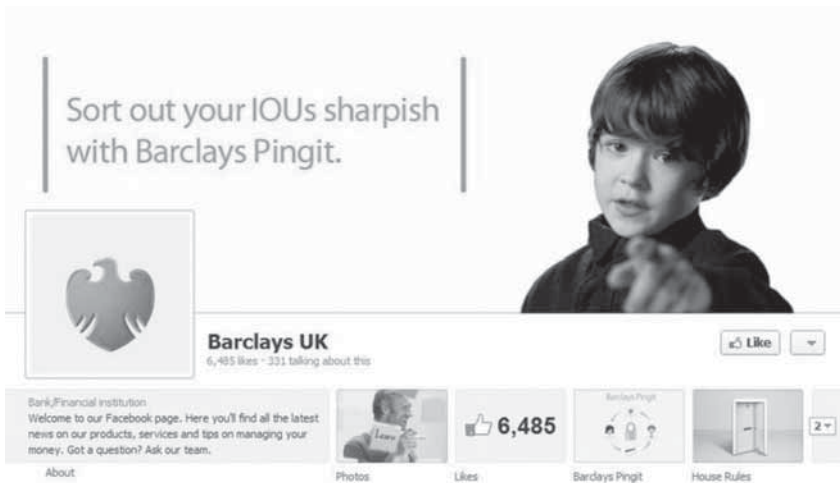 Sort out your IOUs sharpish
with Barclays Pingit.
Barclays UK
6,485 likes · 331 talking about this
Like
Bank/Financial institution
Welcome to our Facebook page. Here you'll find all the latest
news on our products, services and tips on managing your
money. Got a question? Ask our team.
About
Photos
6,485
Likes
Barclays Pingit
Barclays Pingit
House Rules
2